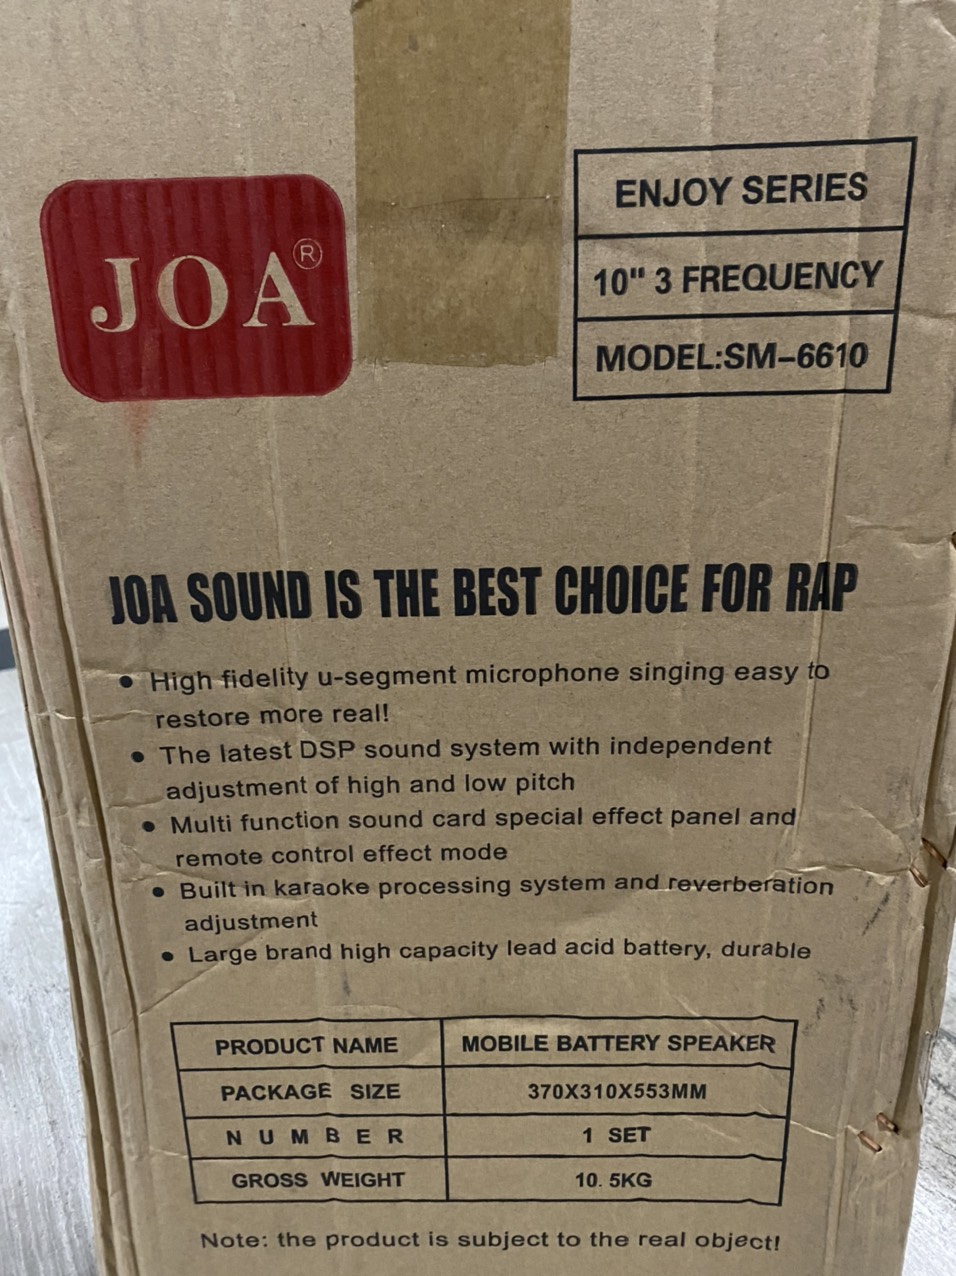 JOA®
ENJOY SERIES
10" 3 FREQUENCY
MODEL:SM-6610
JOA SOUND IS THE BEST CHOICE FOR RAP
• High fidelity u-segment microphone singing easy to
restore more real!
• The latest DSP sound system with independent
adjustment of high and low pitch
• Multi function sound card special effect panel and
remote control effect mode
• Built in karaoke processing system and reverberation
adjustment
• Large brand high capacity lead acid battery, durable
PRODUCT NAME MOBILE BATTERY SPEAKER
PACKAGE SIZE 370X310X553MM
N U M B E R 1 SET
GROSS WEIGHT 10. 5KG
Note: the product is subject to the real object!